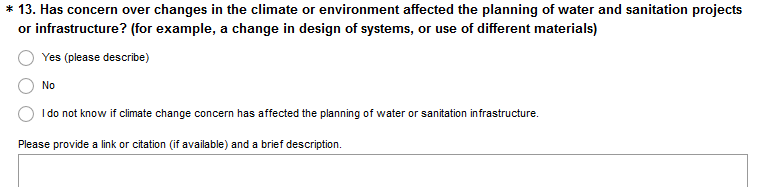 * 13. Has concern over changes in the climate or environment affected the planning of water and sanitation projects
or infrastructure? (for example, a change in design of systems, or use of different materials)
Yes (please describe)
No
I do not know if climate change concern has affected the planning of water or sanitation infrastructure.
Please provide a link or citation (if available) and a brief description.